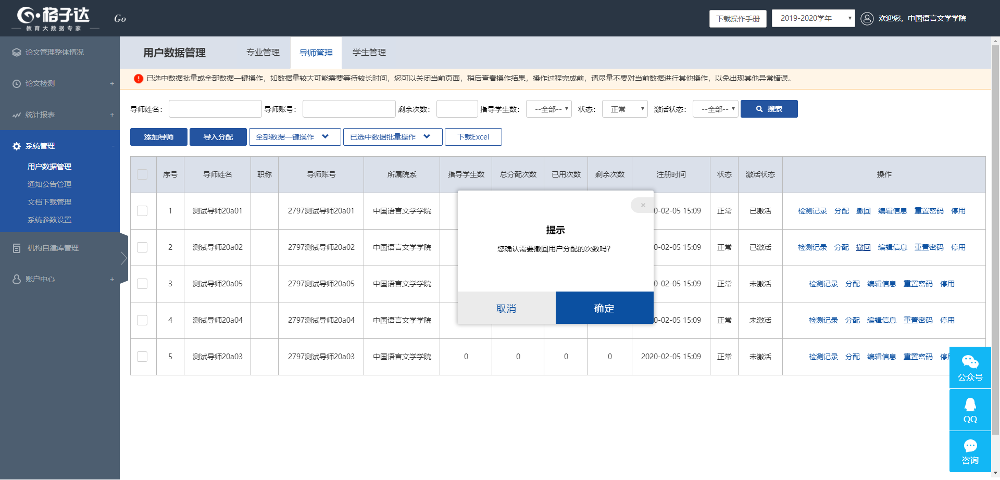 格子达
教育大数据专家
Go
下载操作手册
2019-2020学年
欢迎您，中国语言文学学院
论文管理整体情况
论文检测 +
统计报表 +
系统管理 -
用户数据管理
通知公告管理
文档下载管理
系统参数设置
机构自建库管理
账户中心 +
用户数据管理 专业管理 导师管理 学生管理
已选中数据批量或全部数据一键操作，如数据量较大可能需要等待较长时间，您可以关闭当前页面，稍后查看操作结果，操作过程完成前，请尽量不要对当前数据进行其他操作，以免出现其他异常错误。
导师姓名： 导师账号： 剩余次数： 指导学生数： --全部-- 状态： 正常 激活状态： --全部-- 搜索
添加导师 导入分配 全部数据一键操作 已选中数据批量操作 下载Excel
序号 导师姓名 职称 导师账号 所属院系 指导学生数 总分配次数 已用次数 剩余次数 注册时间 状态 激活状态 操作
1 测试导师20a01 2797测试导师20a01 中国语言文学学院 0-02-05 15:09 正常 已激活 检测记录 分配 撤回 编辑信息 重置密码 停用
2 测试导师20a02 2797测试导师20a02 中国语言文学学院 0-02-05 15:09 正常 已激活 检测记录 分配 撤回 编辑信息 重置密码 停用
3 测试导师20a05 2797测试导师20a05 中国语言文学学院 0-02-05 15:09 正常 未激活 检测记录 分配 编辑信息 重置密码 停用
4 测试导师20a04 2797测试导师20a04 中国语言文学学院 0-02-05 15:09 正常 未激活 检测记录 分配 编辑信息 重置密码 停用
5 测试导师20a03 2797测试导师20a03 中国语言文学学院 0 0 0 0 2020-02-05 15:09 正常 未激活 检测记录 分配 编辑信息 重置密码 停用
×
提示
您确认需要撤回用户分配的次数吗？
取消 确定
公众号
QQ
咨询